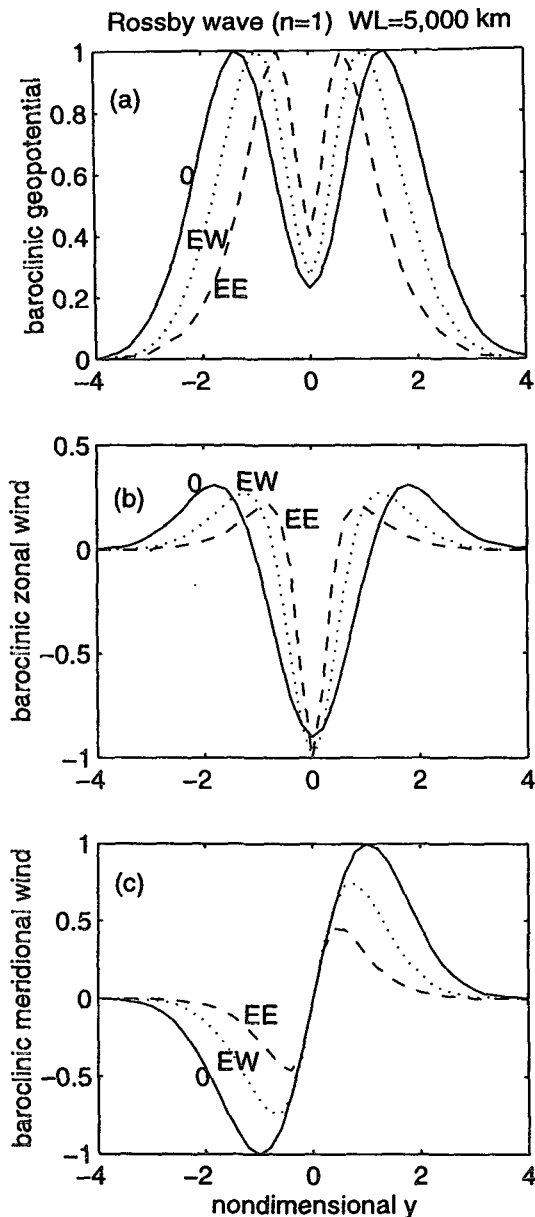 Rossby wave (n=1) WL=5,000 km
baroclinic geopotential
1
0.8
0.6
0.4
0.2
0
(a)
0
EW
EE
−4
−2
0
2
4
baroclinic zonal wind
0.5
0
−0.5
−1
(b)
0
EW
EE
−4
−2
0
2
4
baroclinic meridional wind
1
0.5
0
−0.5
−1
(c)
EE
EW
0
−4
−2
0
2
4
nondimensional y